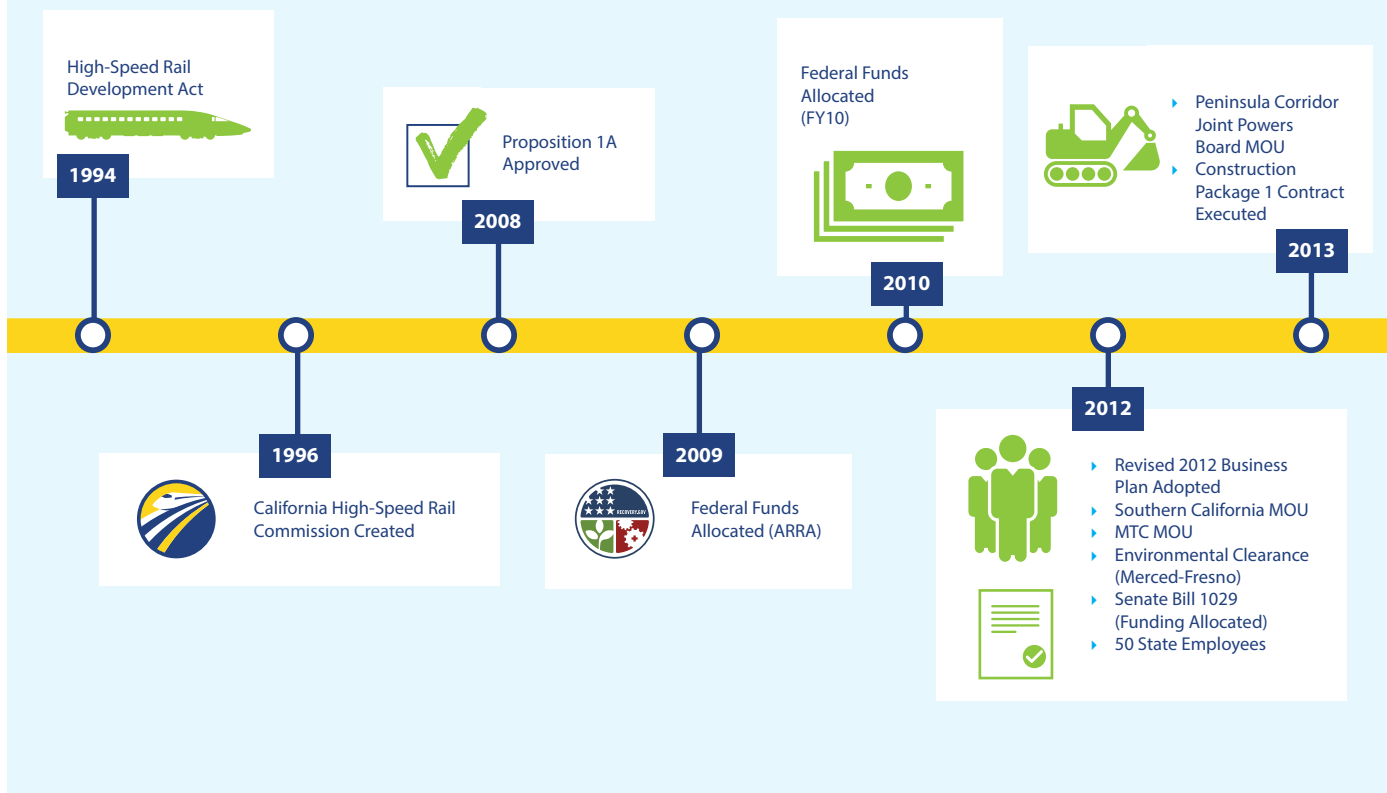 High-Speed Rail
Development Act
1994
California High-Speed Rail
Commission Created
1996
Proposition 1A
Approved
2008
2009
RECOVERY.GOV
Federal Funds
Allocated (ARRA)
Federal Funds
Allocated
(FY10)
2010
2012
Revised 2012 Business
Plan Adopted
Southern California MOU
MTC MOU
Environmental Clearance
(Merced-Fresno)
Senate Bill 1029
(Funding Allocated)
50 State Employees
Peninsula Corridor
Joint Powers
Board MOU
Construction
Package 1 Contract
Executed
2013